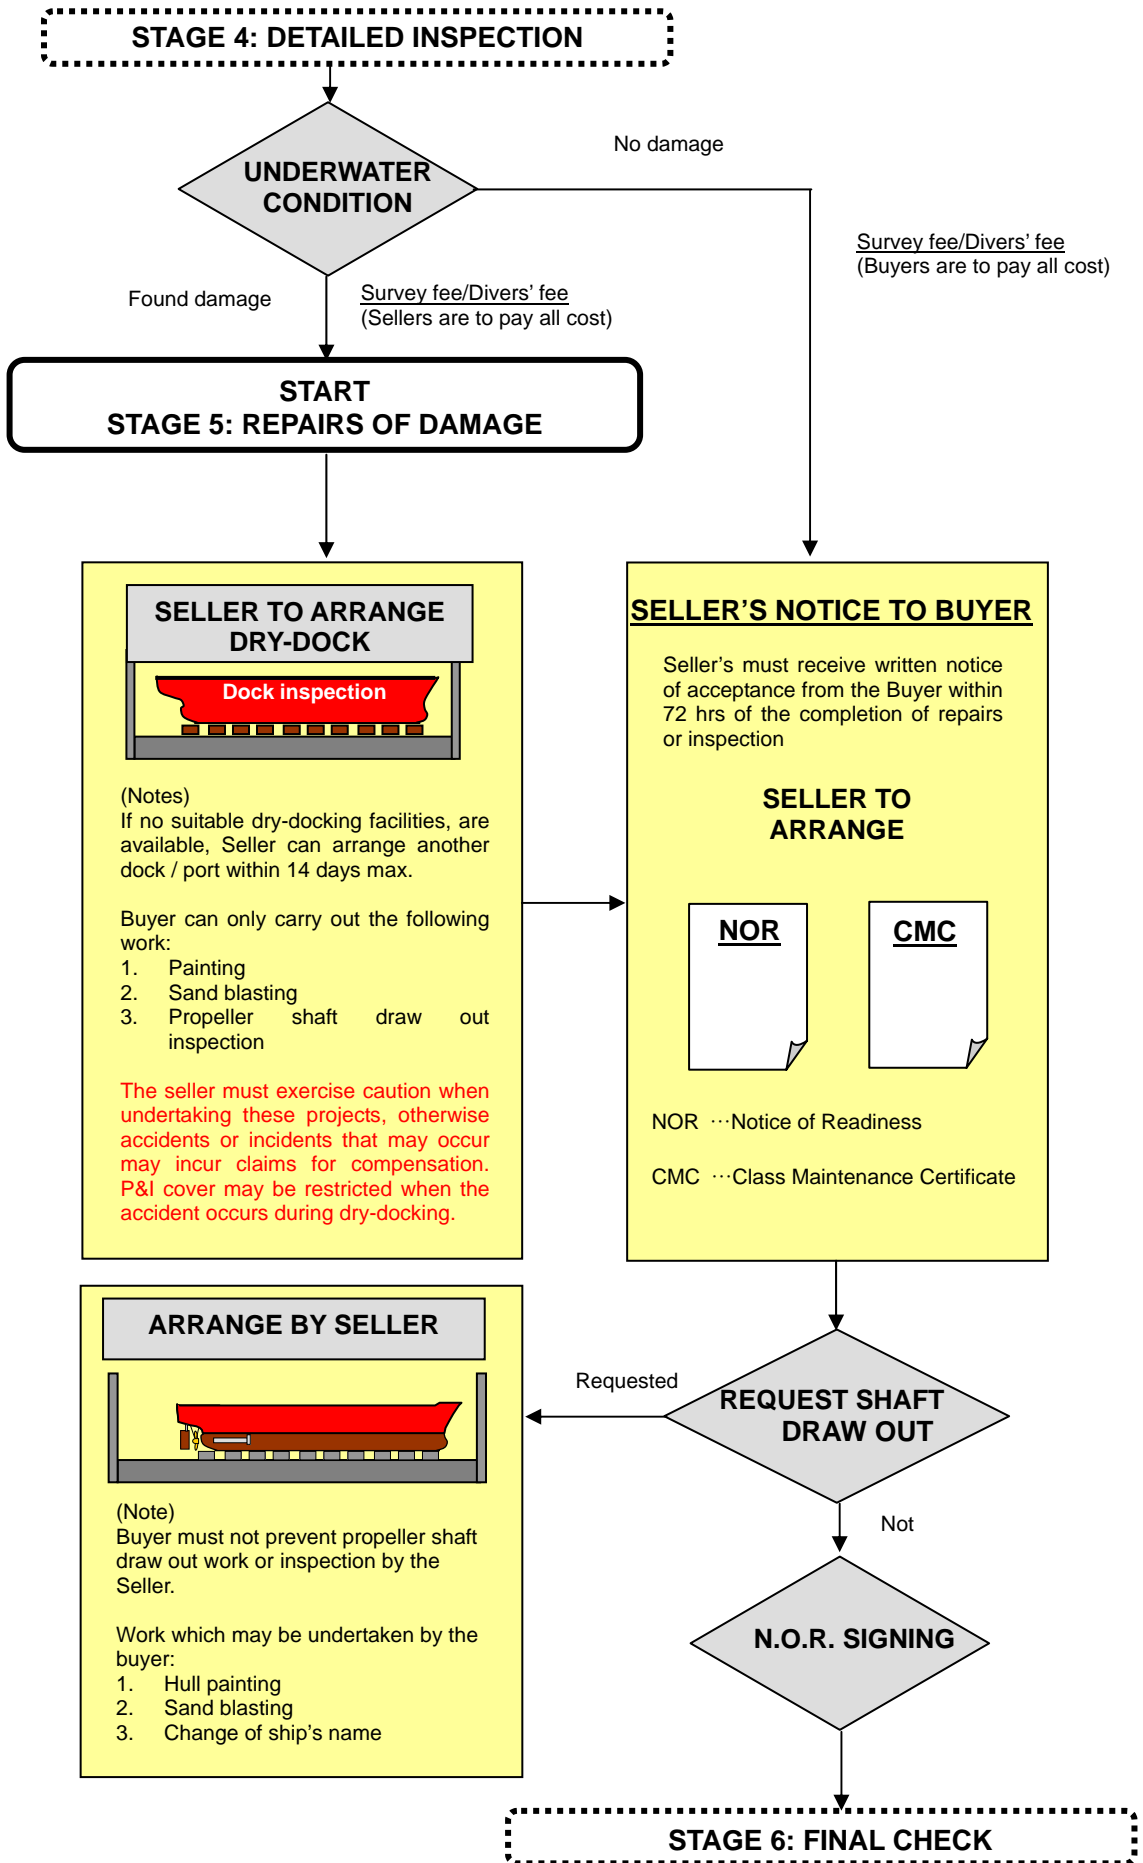 STAGE 4: DETAILED INSPECTION
UNDERWATER
CONDITION
No damage
Survey fee/Divers’ fee
(Buyers are to pay all cost)
Found damage
Survey fee/Divers’ fee
(Sellers are to pay all cost)
START
STAGE 5: REPAIRS OF DAMAGE
SELLER TO ARRANGE
DRY-DOCK
Dock inspection
(Notes)
If no suitable dry-docking facilities, are
available, Seller can arrange another
dock / port within 14 days max.
Buyer can only carry out the following
work:
1. Painting
2. Sand blasting
3. Propeller shaft draw out
inspection
The seller must exercise caution when
undertaking these projects, otherwise
accidents or incidents that may occur
may incur claims for compensation.
P&I cover may be restricted when the
accident occurs during dry-docking.
SELLER’S NOTICE TO BUYER
Seller’s must receive written notice
of acceptance from the Buyer within
72 hrs of the completion of repairs
or inspection
SELLER TO
ARRANGE
NOR
CMC
NOR ⋯Notice of Readiness
CMC ⋯Class Maintenance Certificate
ARRANGE BY SELLER
(Note)
Buyer must not prevent propeller shaft
draw out work or inspection by the
Seller.
Work which may be undertaken by the
buyer:
1. Hull painting
2. Sand blasting
3. Change of ship’s name
Requested
REQUEST SHAFT
DRAW OUT
Not
N.O.R. SIGNING
STAGE 6: FINAL CHECK